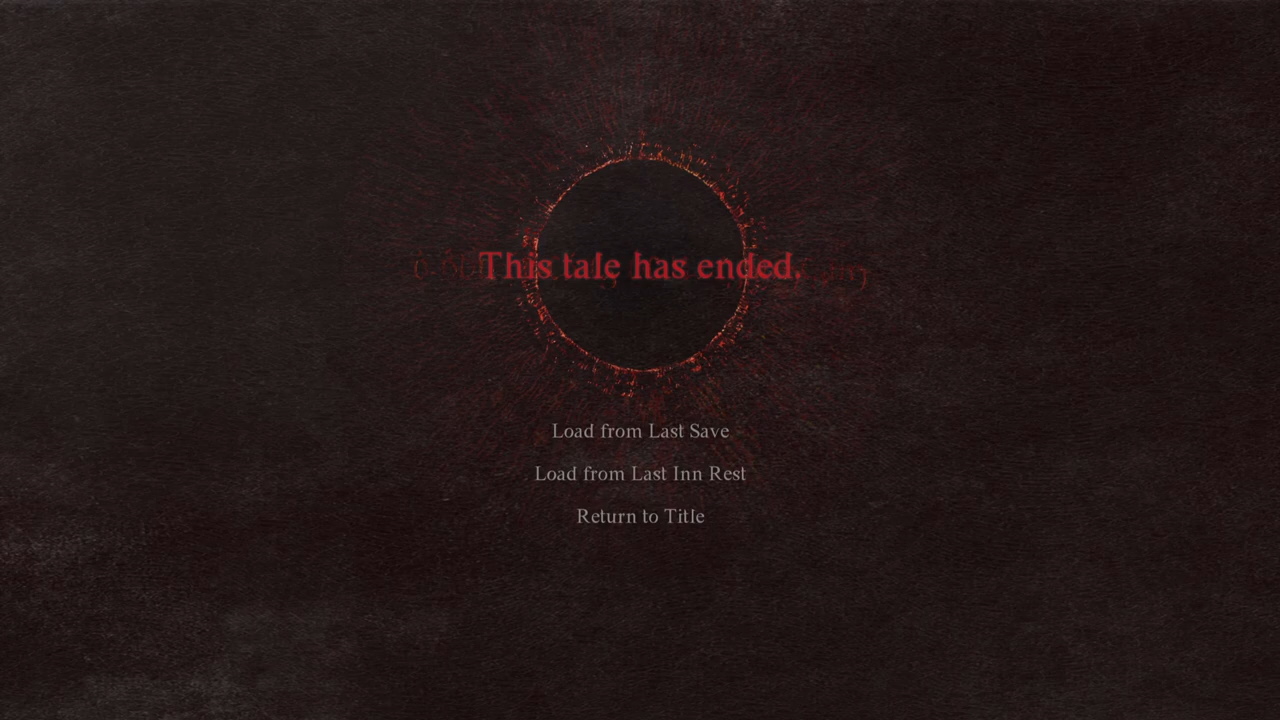 This tale has ended.
Load from Last Save
Load from Last Inn Rest
Return to Title